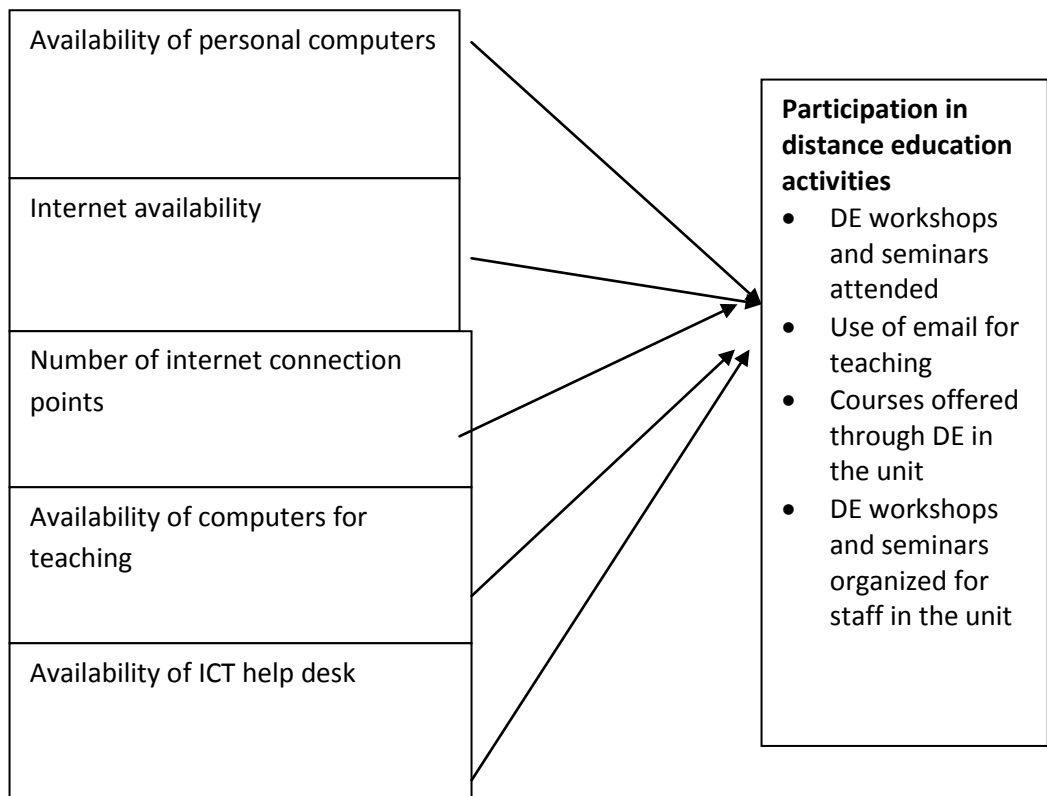 Availability of personal computers
Internet availability
Number of internet connection
points
Availability of computers for
teaching
Availability of ICT help desk
Participation in
distance education
activities
• DE workshops
and seminars
attended
• Use of email for
teaching
• Courses offered
through DE in
the unit
• DE workshops
and seminars
organized for
staff in the unit